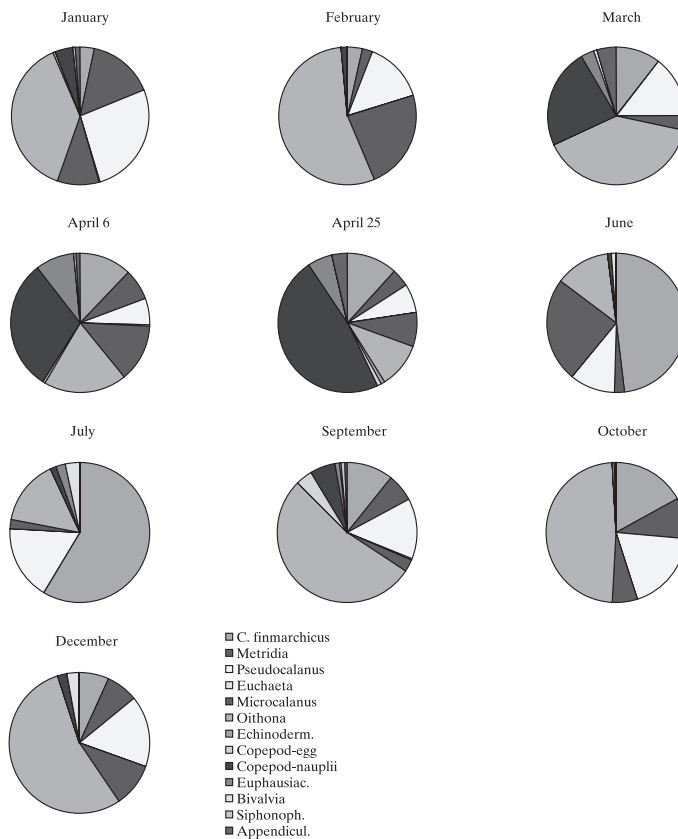 January
February
March
April 6
April 25
June
July
September
October
December
C. finmarchicus
Metridia
Pseudocalanus
Euchaeta
Microcalanus
Oithona
Echinoderm.
Copepod-egg
Copepod-nauplii
Euphausiac.
Bivalvia
Siphonoph.
Appendicul.